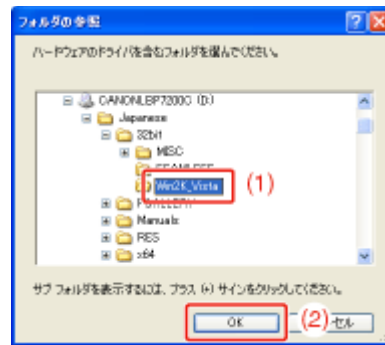 フォルダの参照
ハードウェアのドライバを含むフォルダを選んでください。
CANONLBP7200C (D:)
Japanese
32bit
MISC
Win2K_Vista
(1)
Manuals
RES
x64
サブ フォルダを表示するには、プラス (+) サインをクリックしてください。
OK
(2)
セル